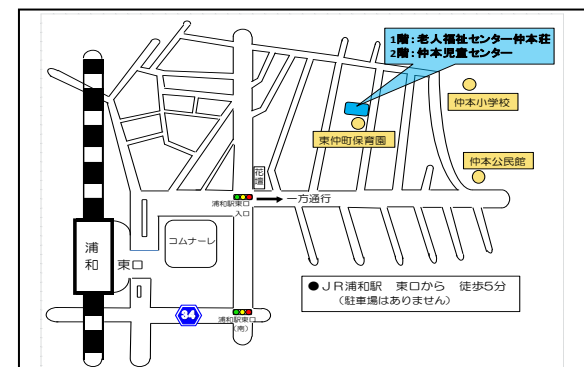 1階:老人福祉センター仲本荘
2階:仲本児童センター
仲本小学校
東仲町保育園
仲本公民館
花壇
浦和駅東口
入口
一方通行
コムナーレ
浦和
東口
●JR浦和駅 東口から 徒歩5分
(駐車場はありません)
34
浦和駅東口
(南)